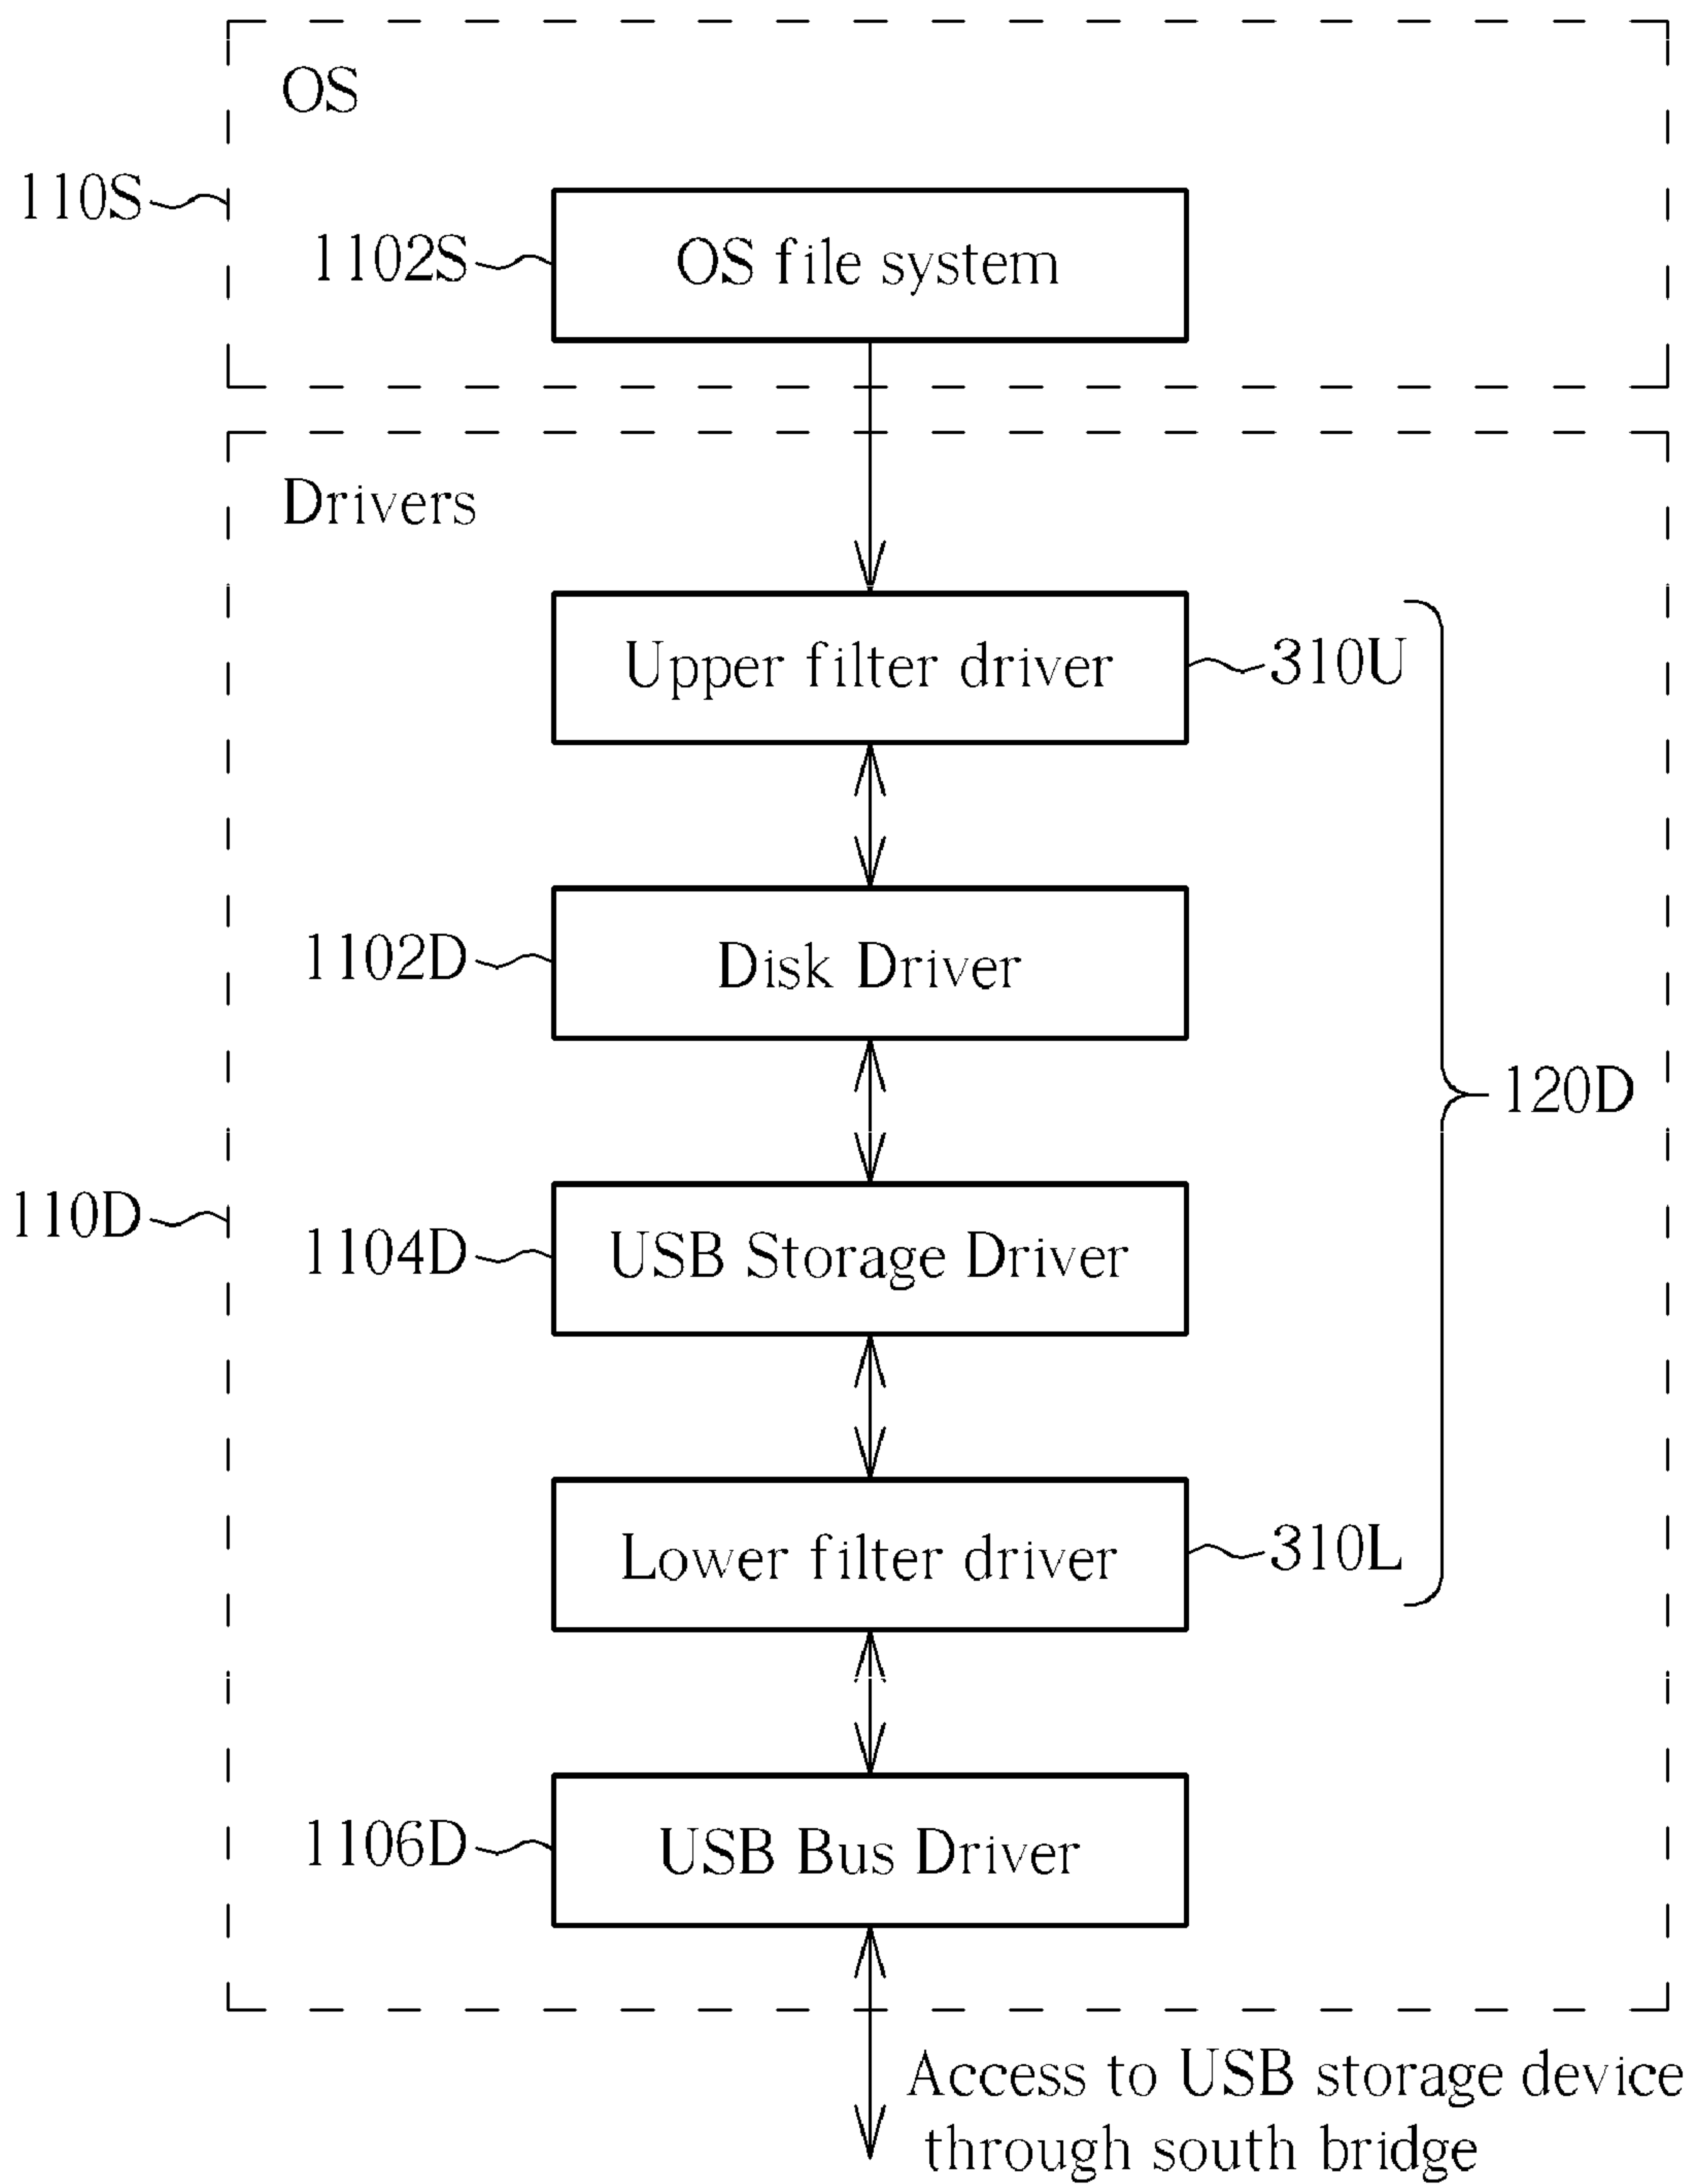 OS
110S
1102S
OS file system
Drivers
Upper filter driver
310U
1102D
Disk Driver
120D
110D
1104D
USB Storage Driver
Lower filter driver
310L
1106D
USB Bus Driver
Access to USB storage device
through south bridge